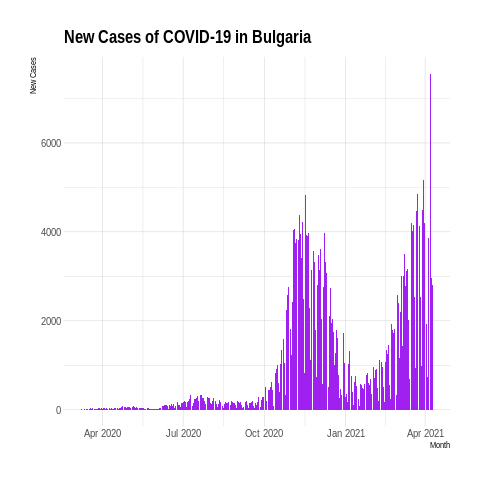 New Cases of COVID-19 in Bulgaria
New Cases
6000
4000
2000
0
Apr 2020 Jul 2020 Oct 2020 Jan 2021 Apr 2021
Month